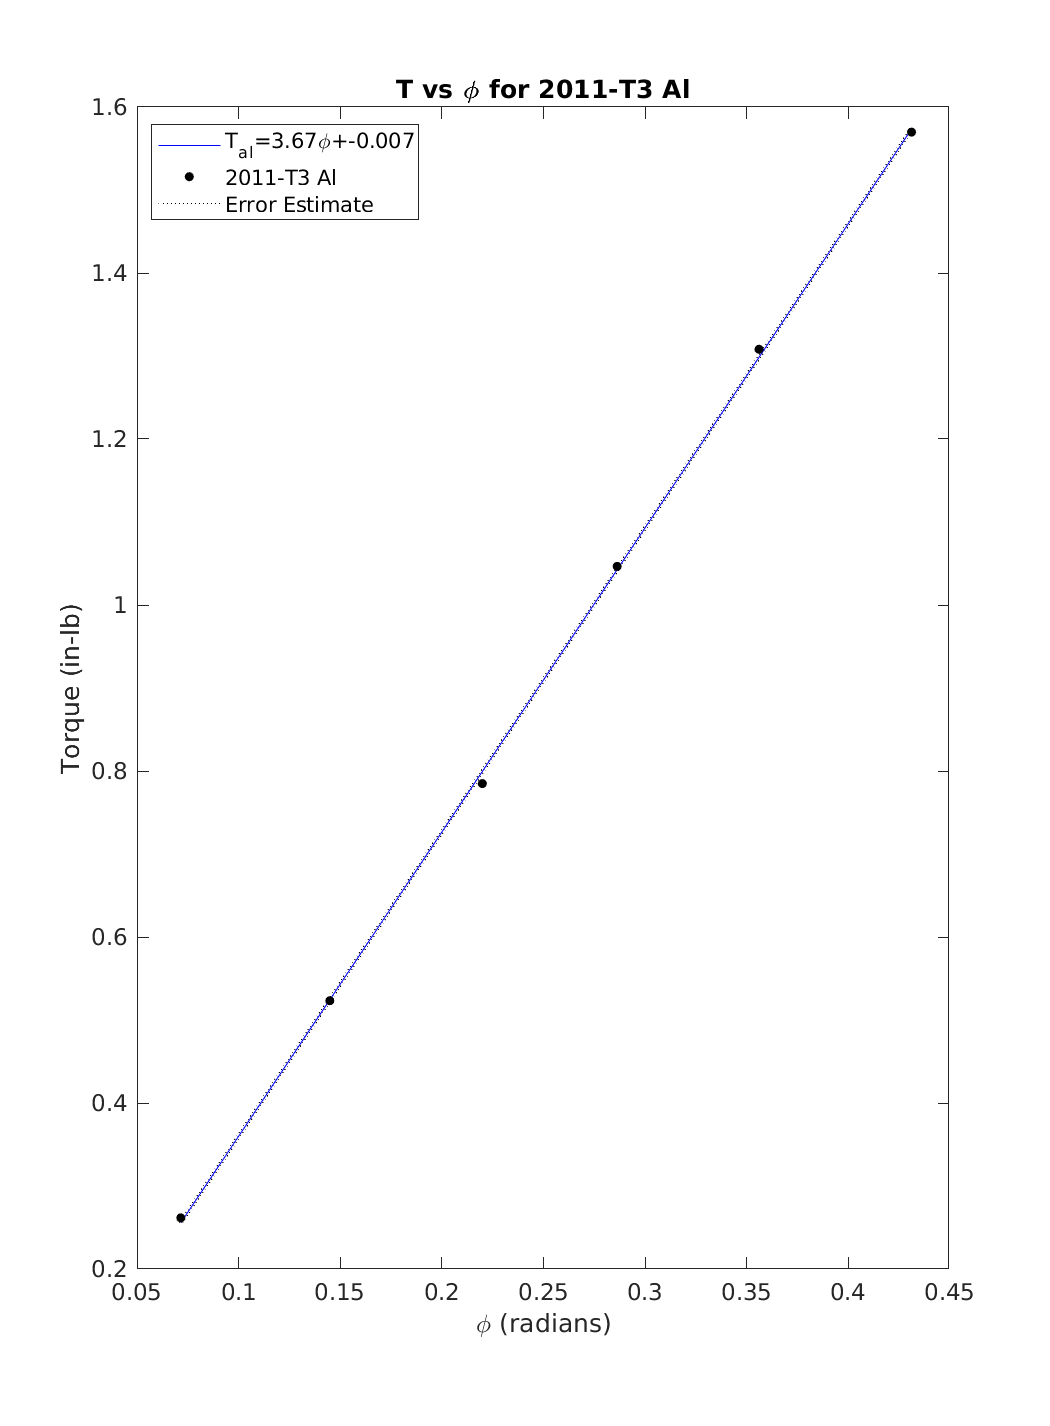 T vs ϕ for 2011-T3 Al
1.6
T_al=3.67ϕ+-0.007
2011-T3 Al
Error Estimate
1.4
1.2
1
0.8
0.6
0.4
0.2
Torque (in-lb)
0.05 0.1 0.15 0.2 0.25 0.3 0.35 0.4 0.45
ϕ (radians)